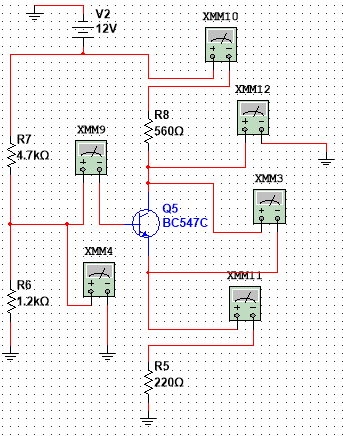 V2
12V
XMM10
R8
560Ω
XMM12
R7
4.7kΩ
XMM9
XMM3
Q5
BC547C
XMM4
XMM11
R6
1.2kΩ
R5
220Ω